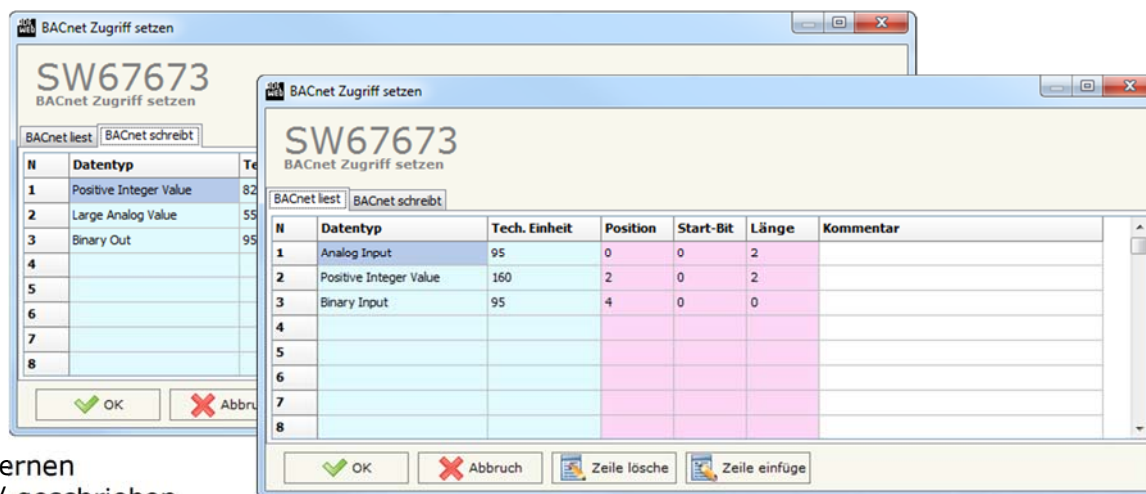 BACnet Zugriff setzen
SW67673
BACnet Zugriff setzen
BACnet liest BACnet schreibt
N Datentyp
1 Positive Integer Value 82
2 Large Analog Value 55
3 Binary Out 95
4
5
6
7
8
OK
BACnet Zugriff setzen
SW67673
BACnet Zugriff setzen
BACnet liest BACnet schreibt
N Datentyp Tech. Einheit Position Start-Bit Länge Kommentar
1 Analog Input 95 0 0 2
2 Positive Integer Value 160 2 0 2
3 Binary Input 95 4 0 0
4
5
6
7
8
OK Abbruch Zeile lösche Zeile einfüge
ernen